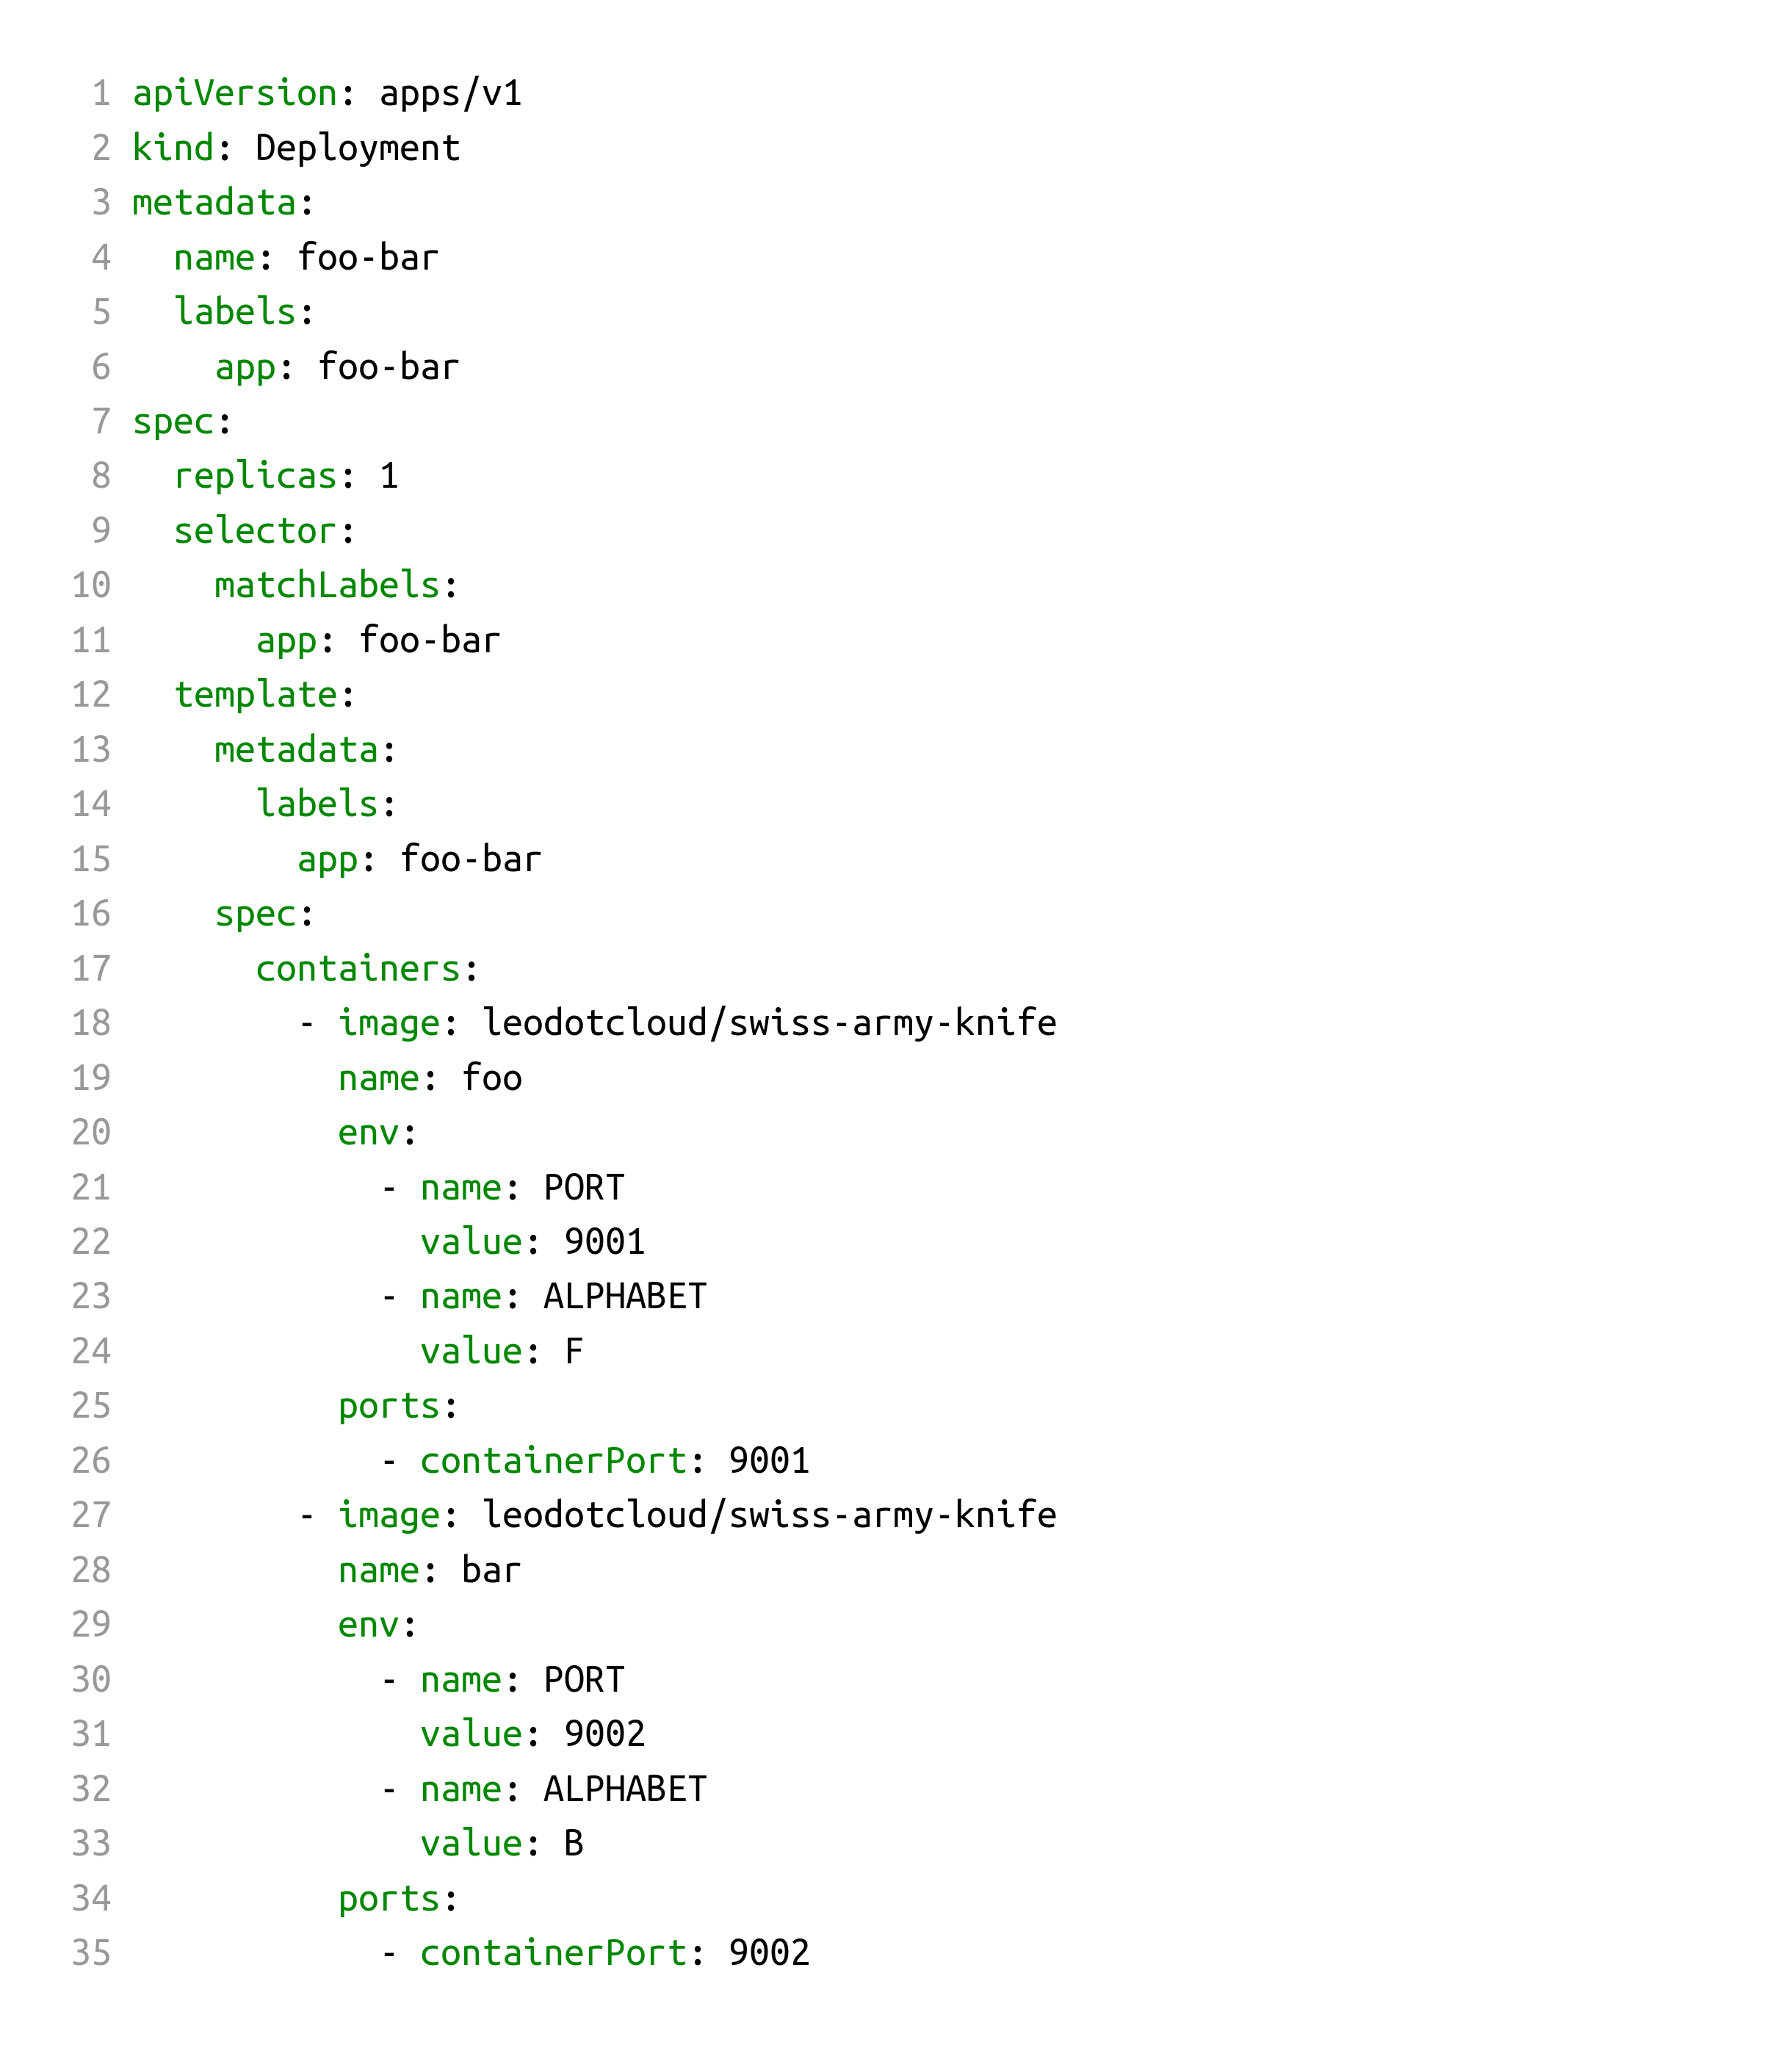 1 apiVersion: apps/v1
2 kind: Deployment
3 metadata:
4   name: foo-bar
5   labels:
6     app: foo-bar
7 spec:
8   replicas: 1
9   selector:
10     matchLabels:
11       app: foo-bar
12   template:
13     metadata:
14       labels:
15         app: foo-bar
16     spec:
17       containers:
18         - image: leodotcloud/swiss-army-knife
19           name: foo
20           env:
21             - name: PORT
22               value: 9001
23             - name: ALPHABET
24               value: F
25           ports:
26             - containerPort: 9001
27         - image: leodotcloud/swiss-army-knife
28           name: bar
29           env:
30             - name: PORT
31               value: 9002
32             - name: ALPHABET
33               value: B
34           ports:
35             - containerPort: 9002